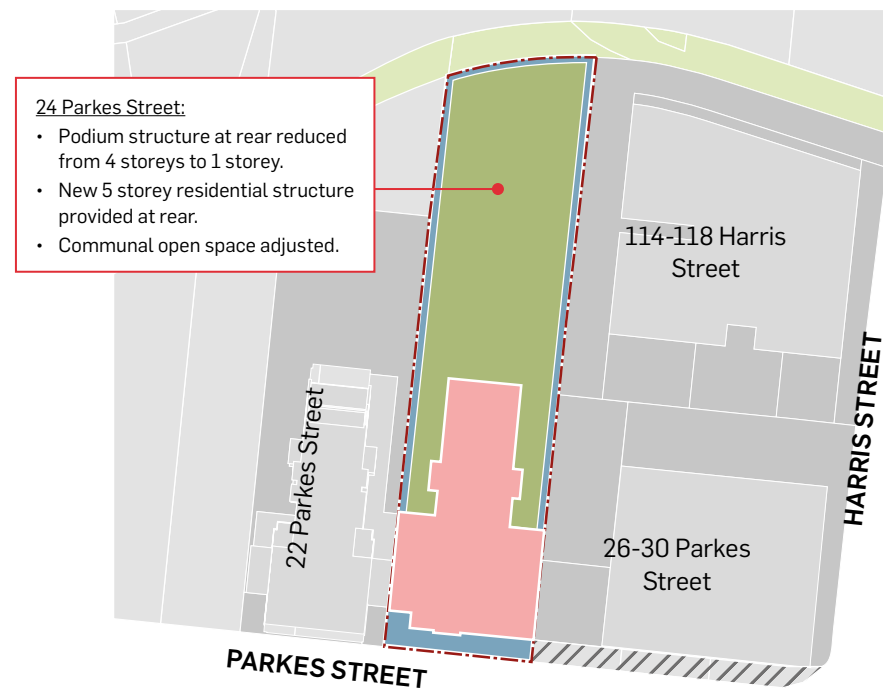 24 Parkes Street:
• Podium structure at rear reduced
from 4 storeys to 1 storey.
• New 5 storey residential structure
provided at rear.
• Communal open space adjusted.
114-118 Harris
Street
HARRIS STREET
22 Parkes Street
26-30 Parkes
Street
PARKES STREET